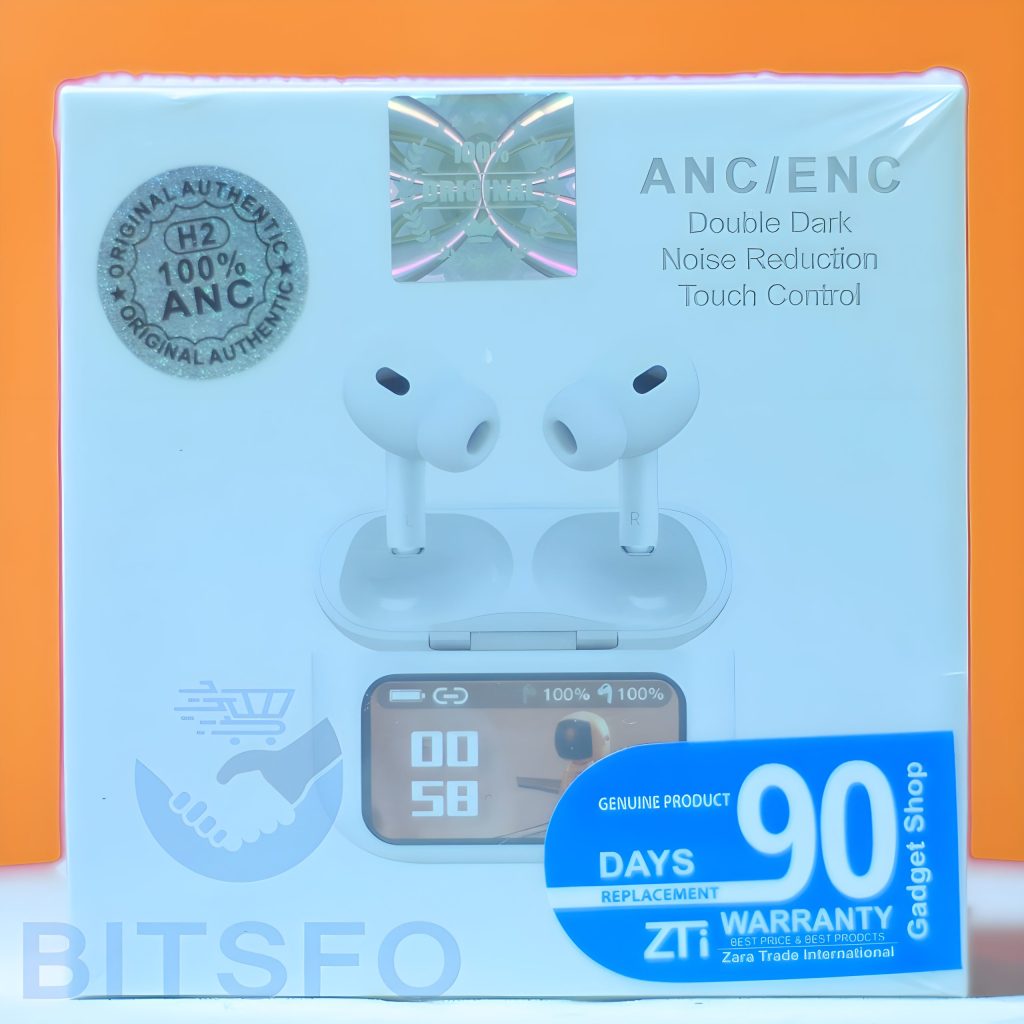 ORIGINAL AUTHENTIC
H2
100%
ANC
ORIGINAL AUTHENTIC
100%
ORIGINAL
ANC/ENC
Double Dark
Noise Reduction
Touch Control
L
R
100% 100%
00
58
GENUINE PRODUCT
90
DAYS
REPLACEMENT
ZTi
WARRANTY
BEST PRICE & BEST PRODCTS
Zara Trade International
Gadget Shop
BITSFO